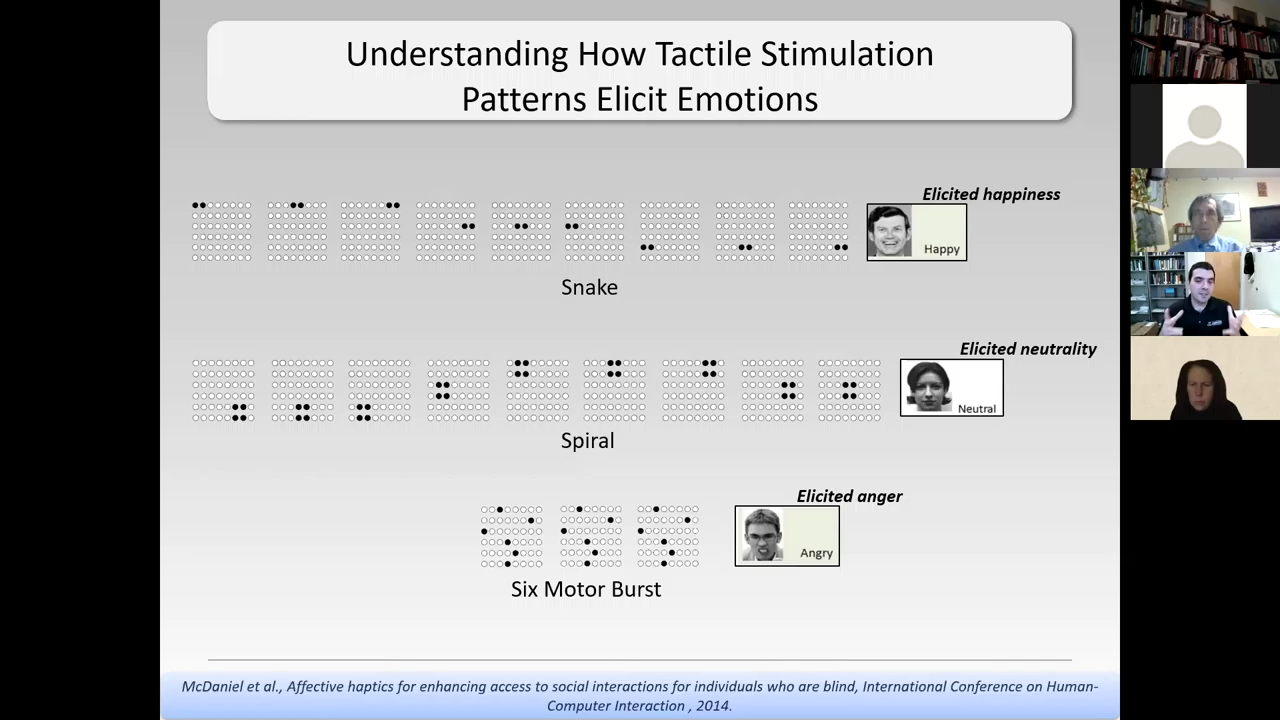 Understanding How Tactile Stimulation
Patterns Elicit Emotions
Elicited happiness
Happy
Snake
Elicited neutrality
Neutral
Spiral
Elicited anger
Angry
Six Motor Burst
McDaniel et al., Affective haptics for enhancing access to social interactions for individuals who are blind, International Conference on Human-
Computer Interaction , 2014.